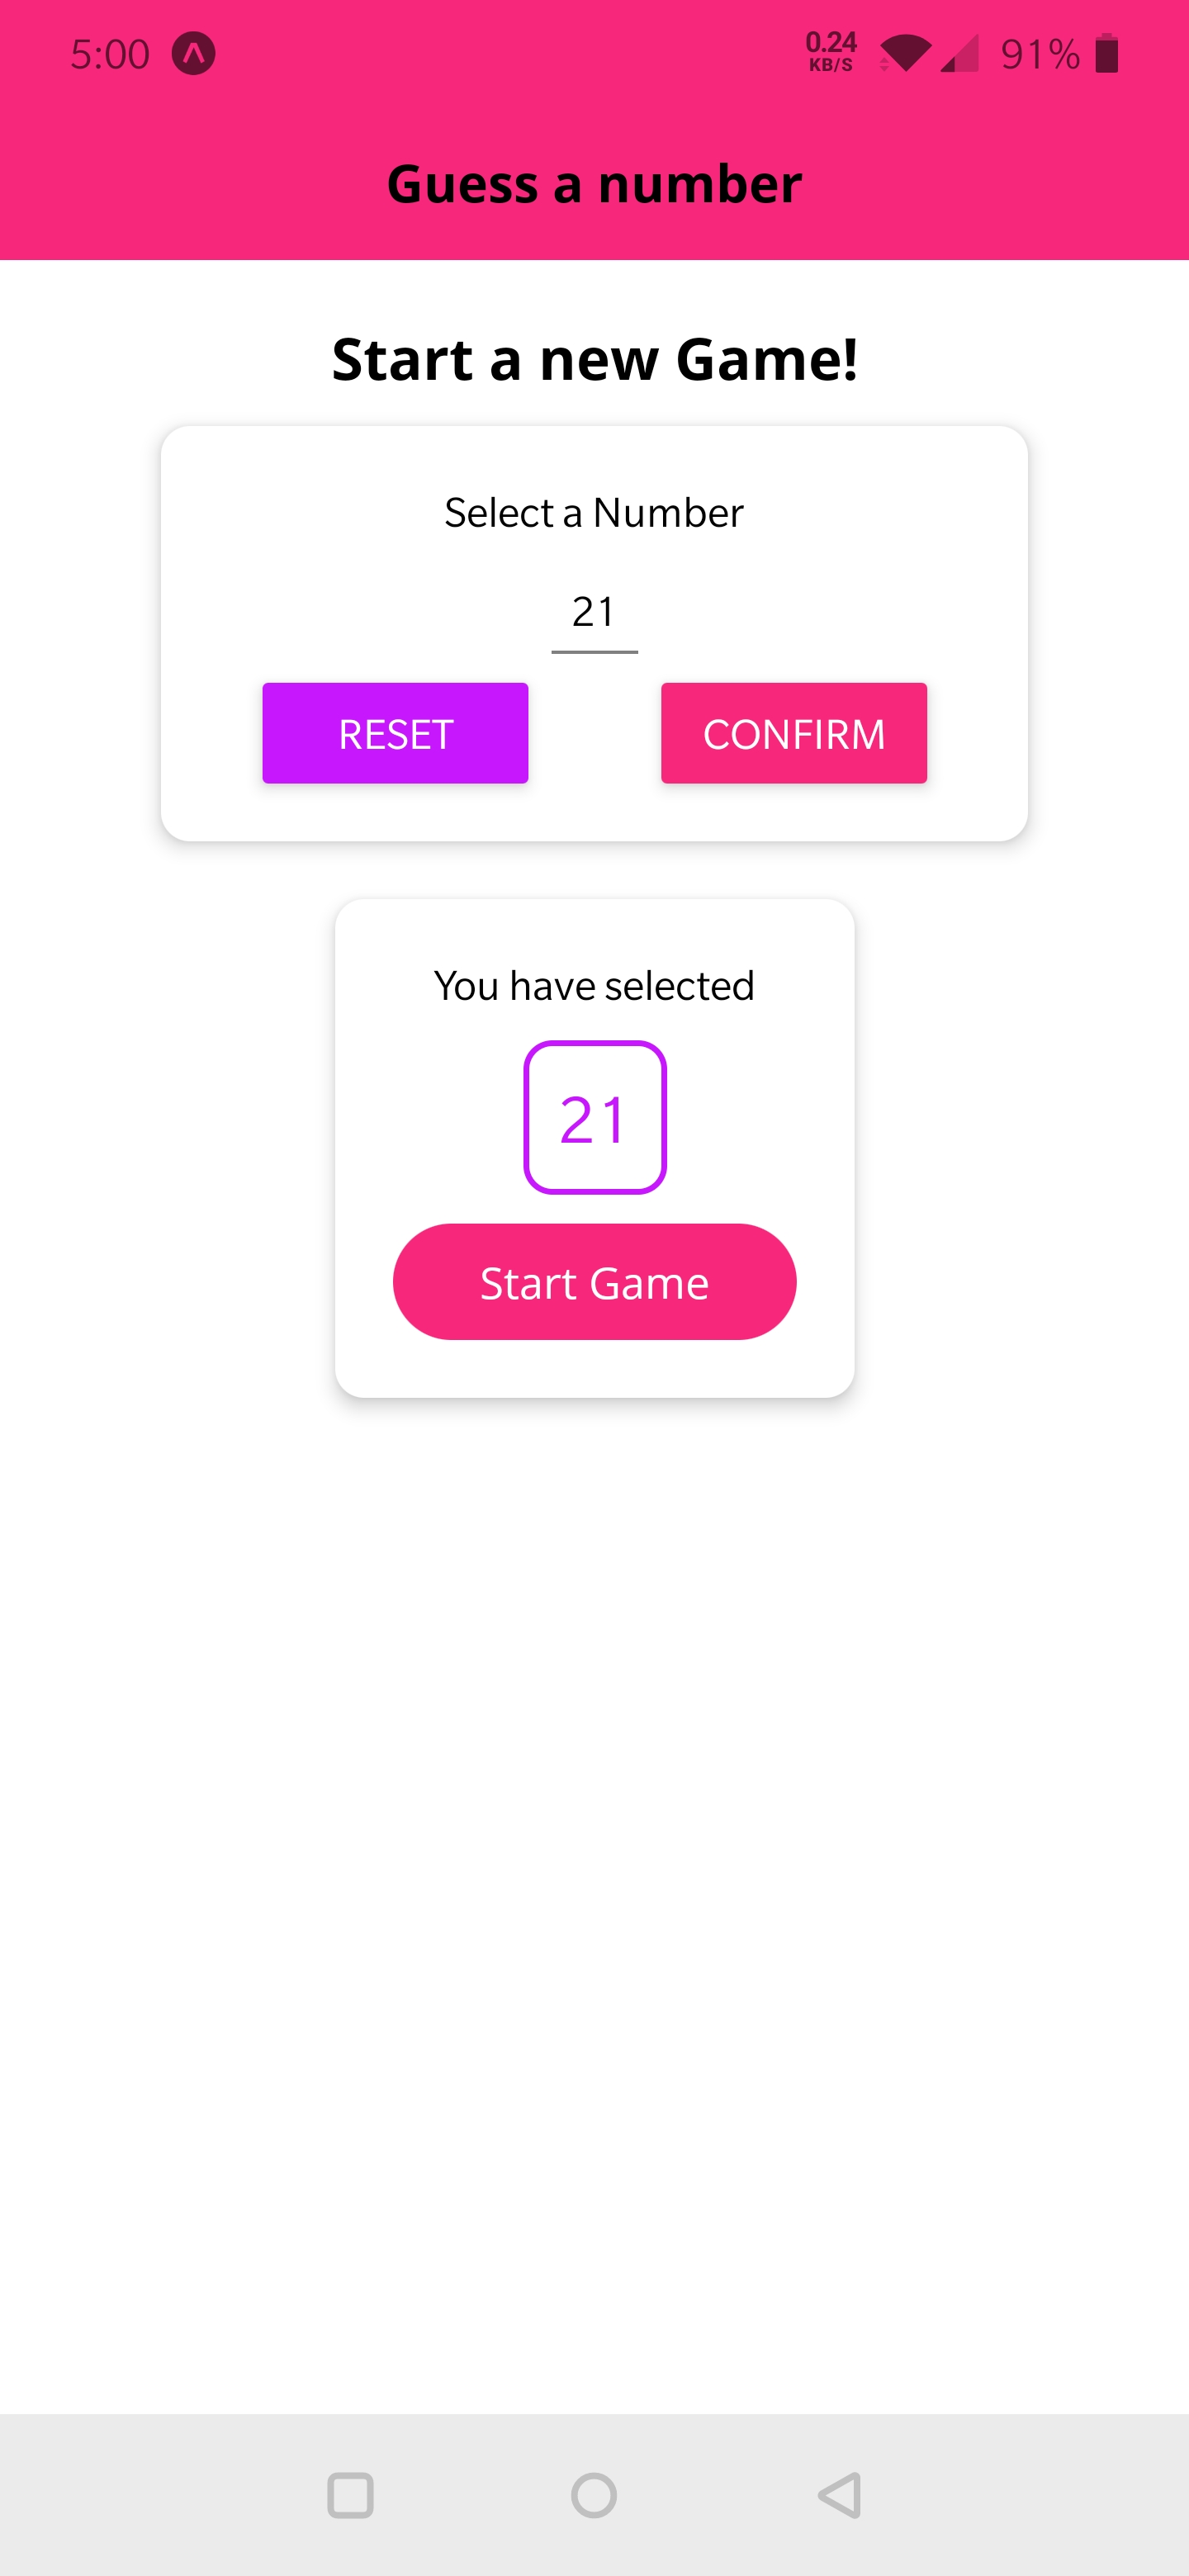 5:00 0.24 KB/S 91%
Guess a number
Start a new Game!
Select a Number
21
RESET CONFIRM
You have selected
21
Start Game